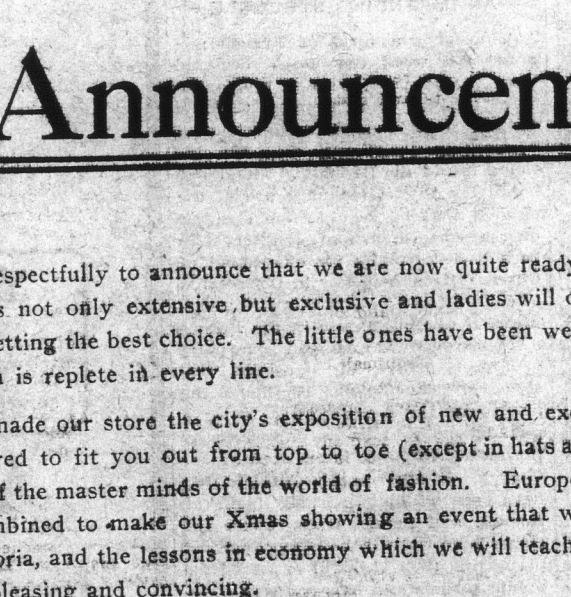 Announcem
espectfully to announce that we are now quite ready
s not only extensive, but exclusive and ladies will
etting the best choice. The little ones have been we
is replete in every line.
made our store the city's exposition of new and exc
red to fit you out from top to toe (except in hats a
f the master minds of the world of fashion. Europe
mbined to make our Xmas showing an event that w
oria, and the lessons in economy which we will teach
leasing and convincing.